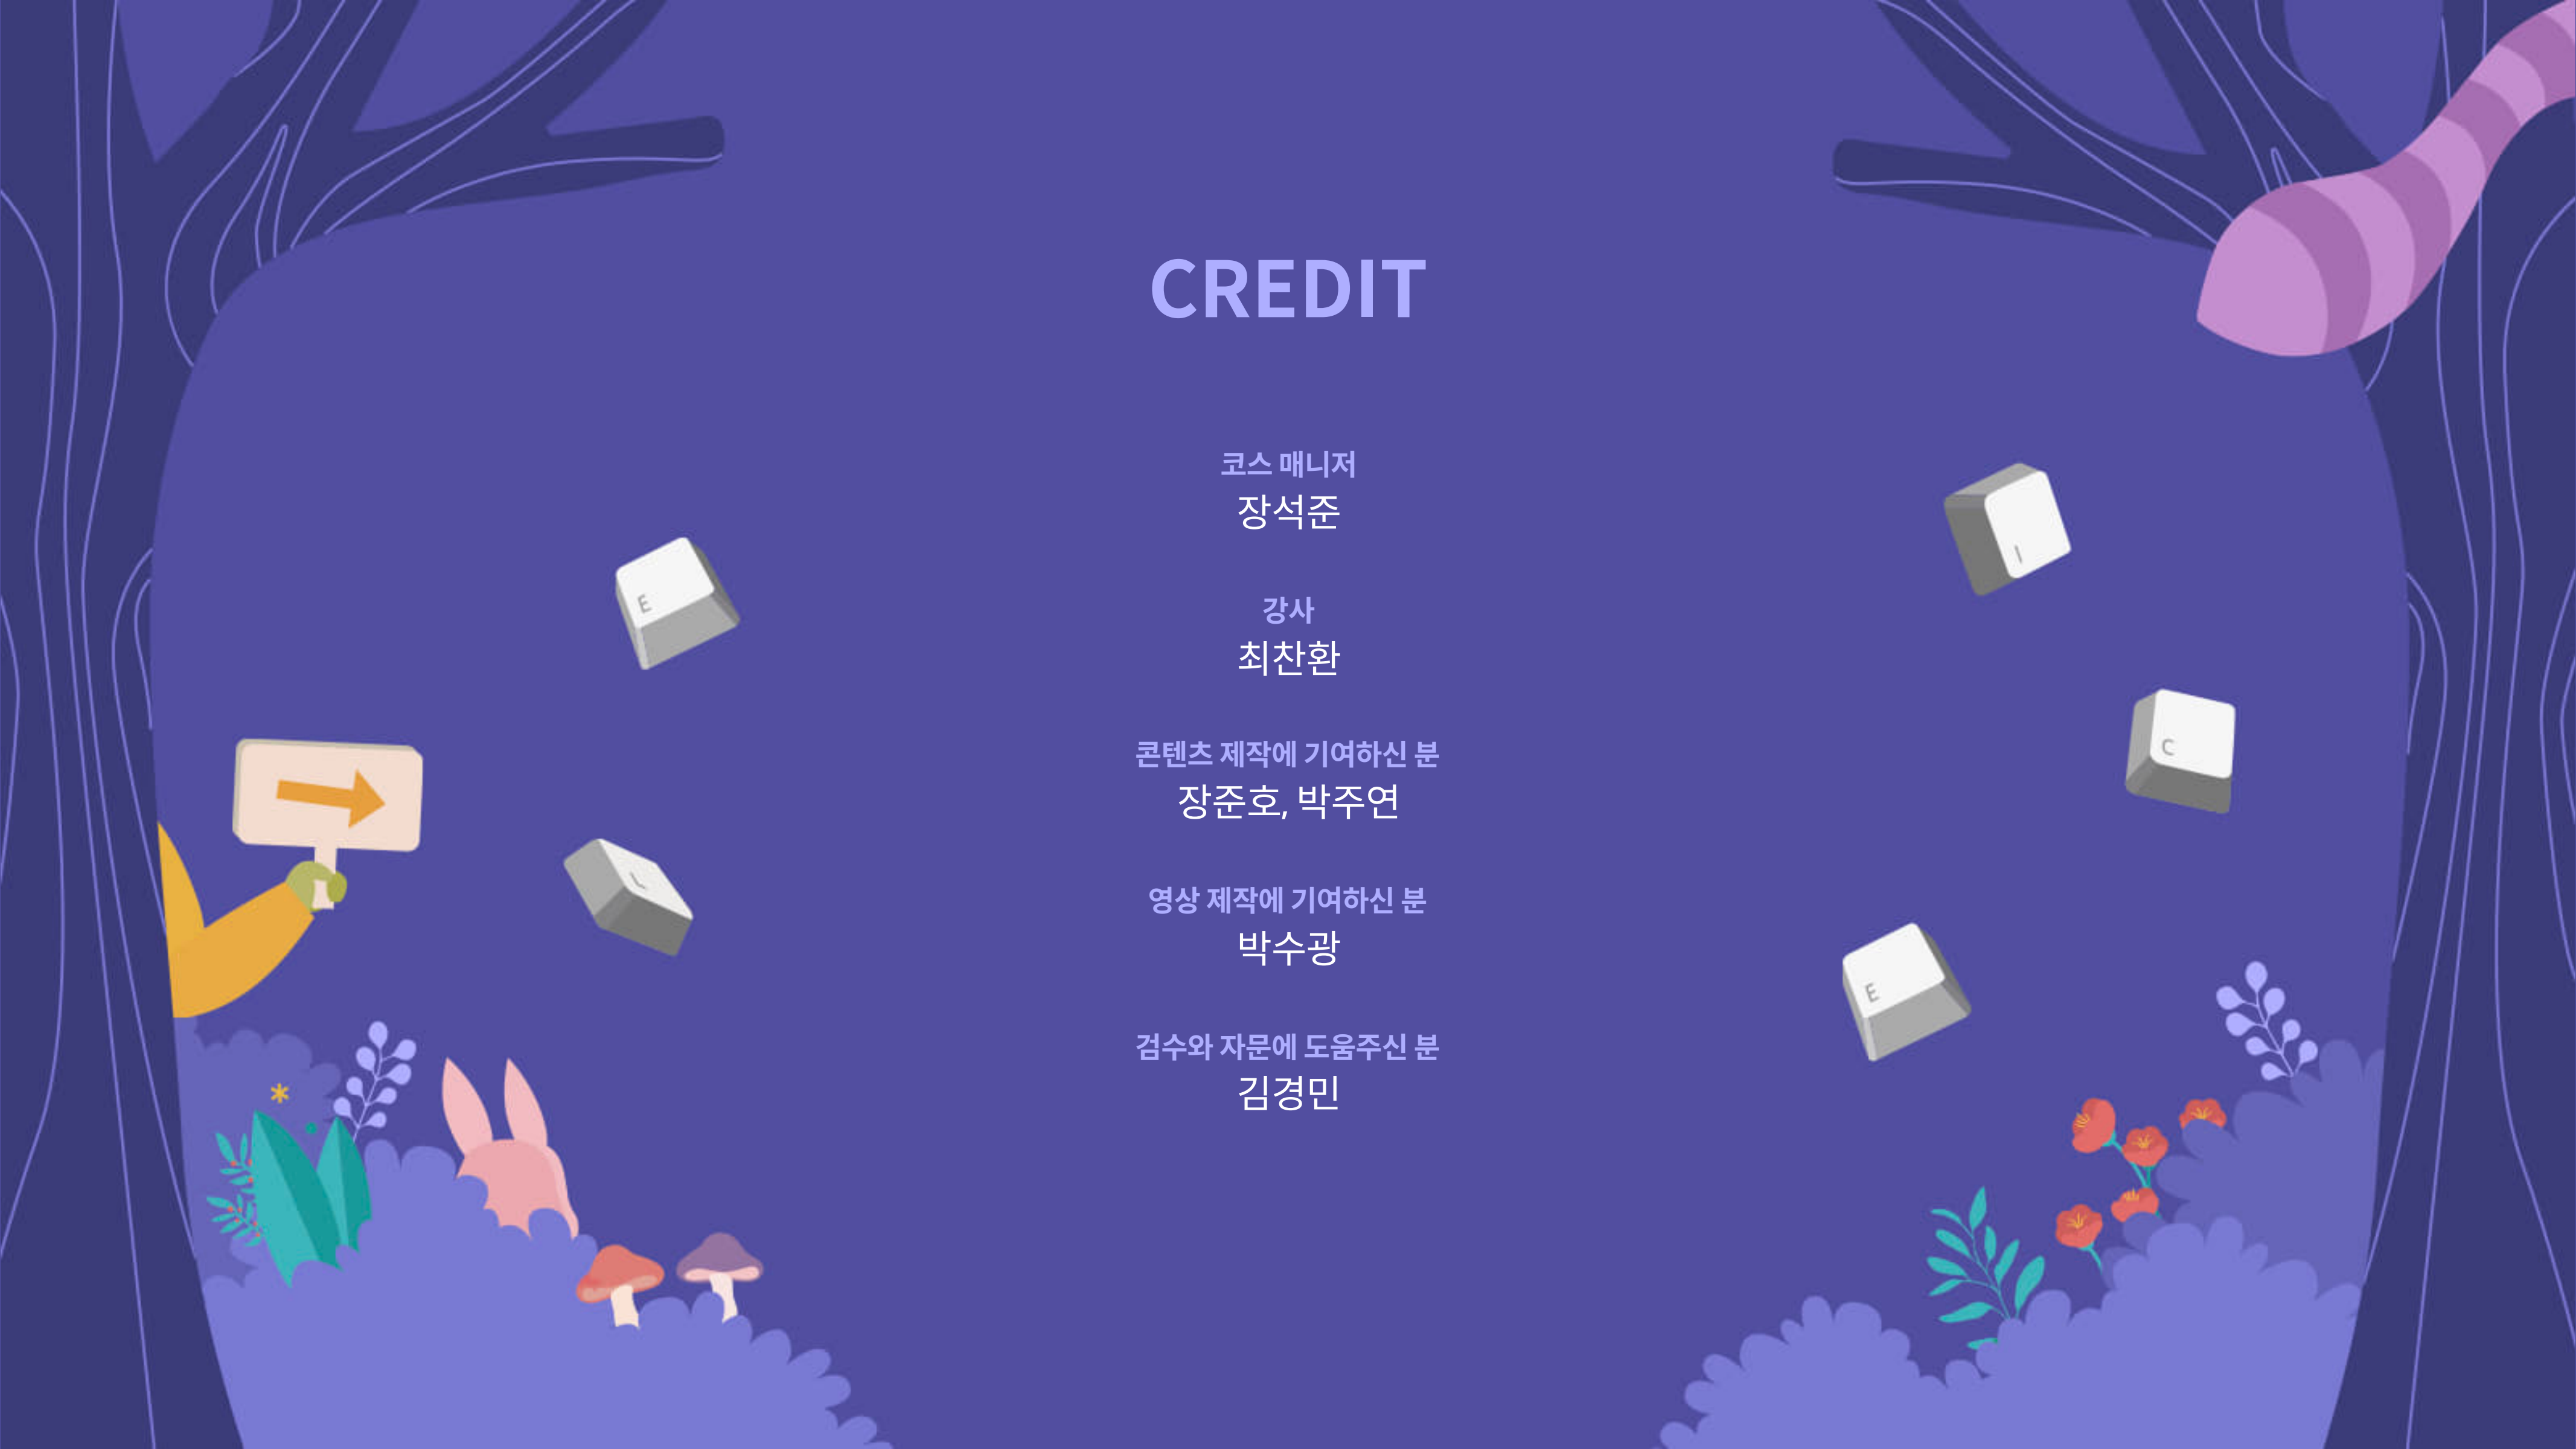 CREDIT
코스 매니저
장석준
강사
최찬환
콘텐츠 제작에 기여하신 분
장준호, 박주연
영상 제작에 기여하신 분
박수광
검수와 자문에 도움주신 분
김경민
E
L
I
C
E